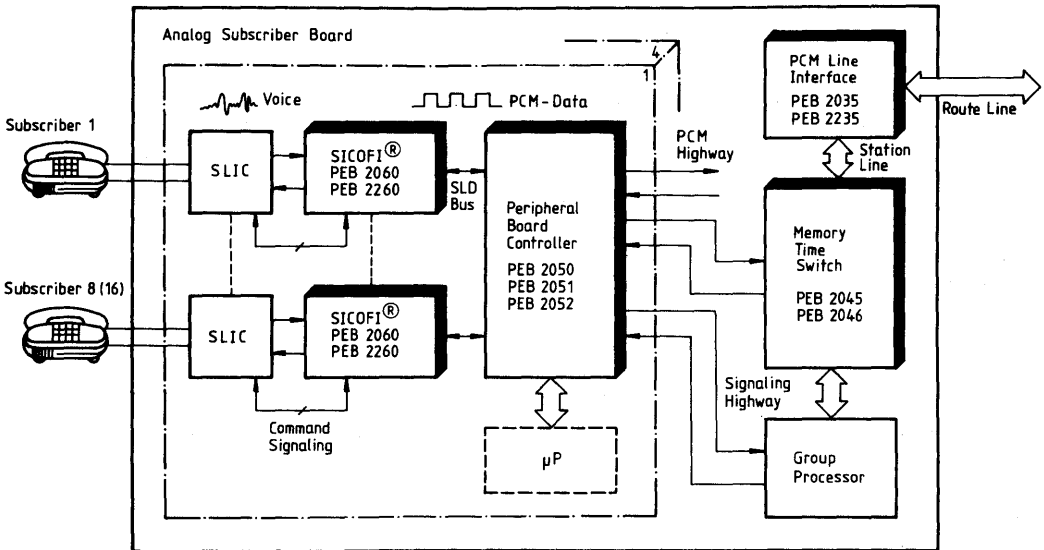 Analog Subscriber Board
4
1
Voice
PCM-Data
Subscriber 1
SLIC
SICOFI®
PEB 2060
PEB 2260
SLD
Bus
Peripheral
Board
Controller
PEB 2050
PEB 2051
PEB 2052
PCM
Highway
PCM Line
Interface
PEB 2035
PEB 2235
Route Line
Station
Line
Memory
Time
Switch
PEB 2045
PEB 2046
Subscriber 8 (16)
SLIC
SICOFI®
PEB 2060
PEB 2260
Command
Signaling
µP
Signaling
Highway
Group
Processor